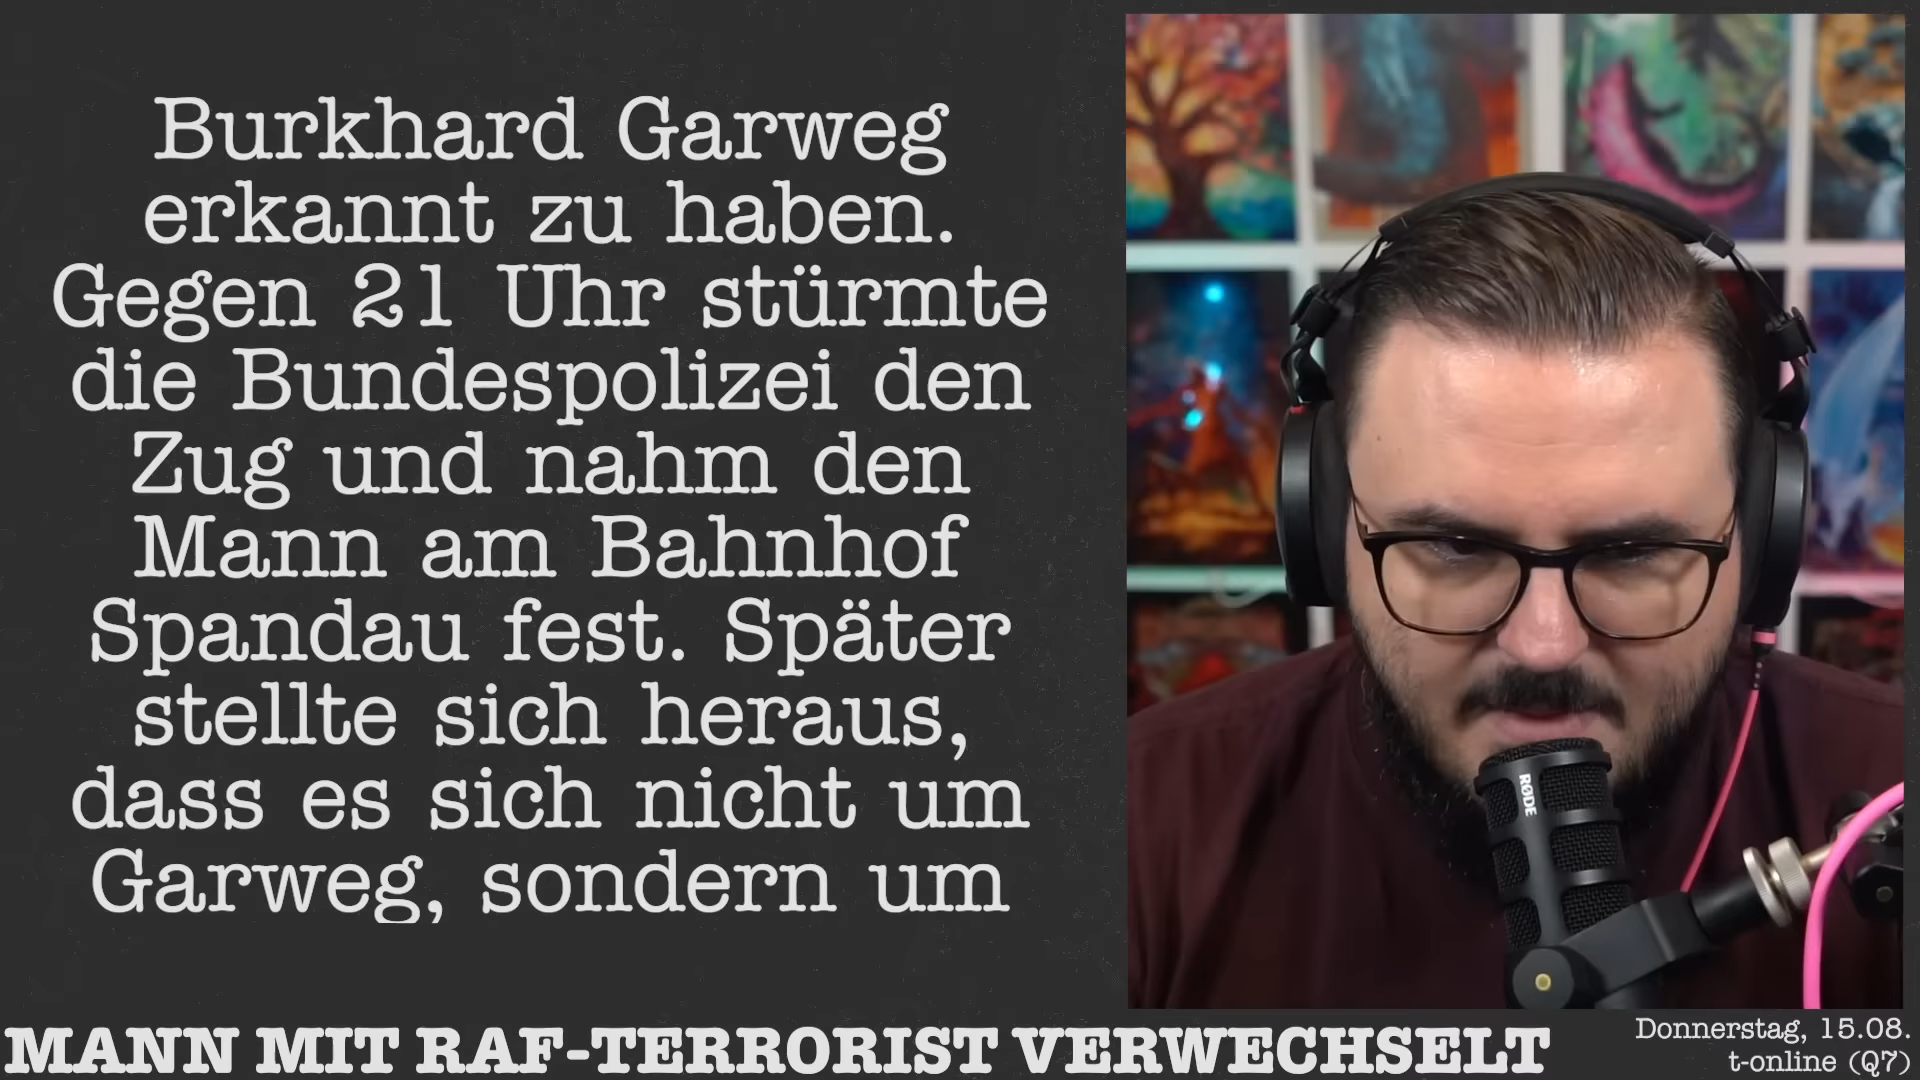 Burkhard Garweg
erkannt zu haben.
Gegen 21 Uhr stürmte
die Bundespolizei den
Zug und nahm den
Mann am Bahnhof
Spandau fest. Später
stellte sich heraus,
dass es sich nicht um
Garweg, sondern um
RØDE
MANN MIT RAF-TERRORIST VERWECHSELT
Donnerstag, 15.08.
t-online (Q7)